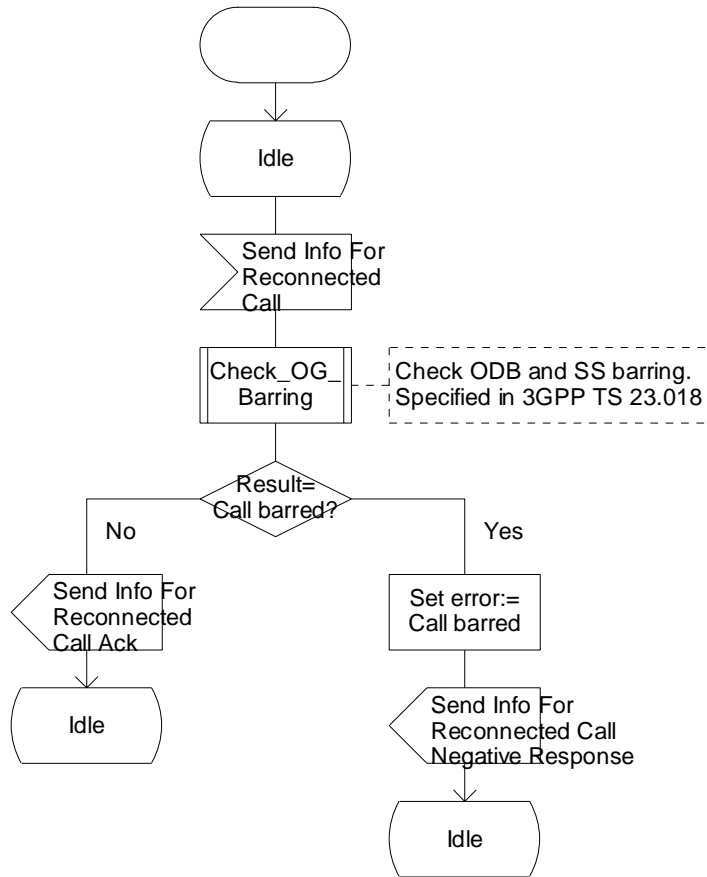 Idle
Send Info For
Reconnected
Call
Check_OG_
Barring
Check ODB and SS barring.
Specified in 3GPP TS 23.018
Result=
Call barred?
No
Yes
Send Info For
Reconnected
Call Ack
Set error:=
Call barred
Idle
Send Info For
Reconnected Call
Negative Response
Idle